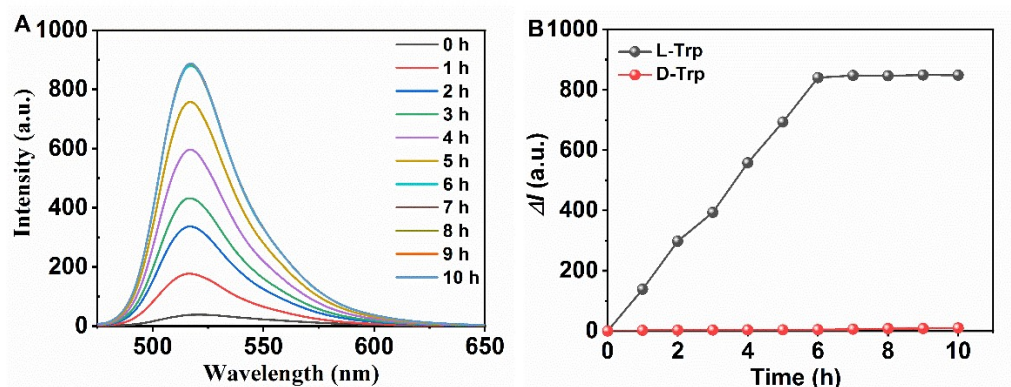 A
Intensity (a.u.)
1000
800
600
400
200
0
500
550
600
650
Wavelength (nm)
0 h
1 h
2 h
3 h
4 h
5 h
6 h
7 h
8 h
9 h
10 h
B
ΔI (a.u.)
1000
800
600
400
200
0
0
2
4
6
8
10
Time (h)
L-Trp
D-Trp